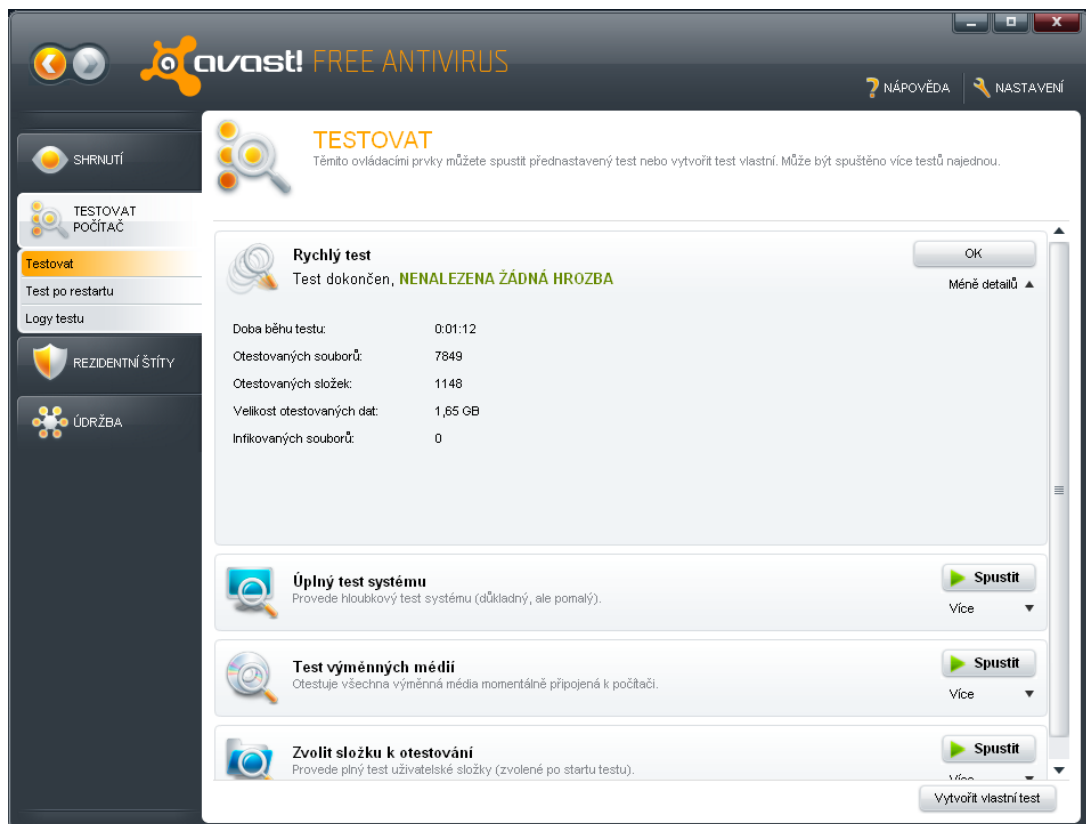 avast! FREE ANTIVIRUS
NÁPOVĚDA
NASTAVENÍ
SHRNUTÍ
TESTOVAT
POČÍTAČ
Testovat
Test po restartu
Logy testu
REZIDENTNÍ ŠTÍTY
ÚDRŽBA
TESTOVAT
Těmito ovládacími prvky můžete spustit přednastavený test nebo vytvořit test vlastní. Může být spuštěno více testů najednou.
Rychlý test
OK
Test dokončen, NENALEZENA ŽÁDNÁ HROZBA
Méně detailů
Doba běhu testu: 0:01:12
Otestovaných souborů: 7849
Otestovaných složek: 1148
Velikost otestovaných dat: 1,65 GB
Infikovaných souborů: 0
Úplný test systému
Spustit
Provede hloubkový test systému (důkladný, ale pomalý).
Více
Test výměnných médií
Spustit
Otestuje všechna výměnná média momentálně připojená k počítači.
Více
Zvolit složku k otestování
Spustit
Provede plný test uživatelské složky (zvolené po startu testu).
Více
Vytvořit vlastní test